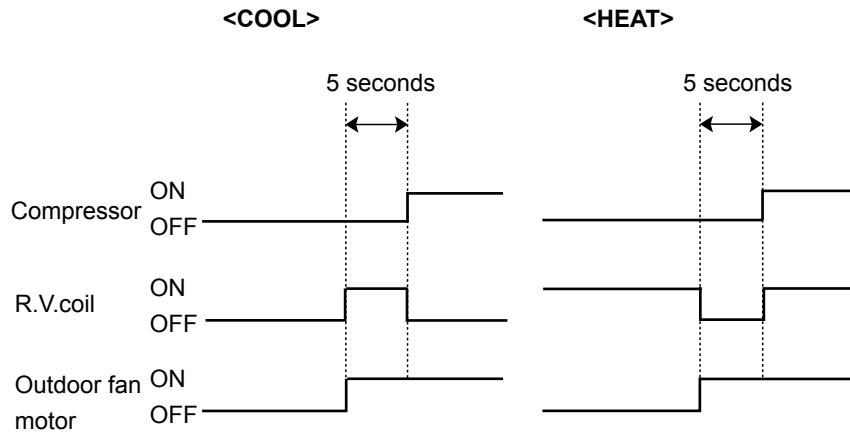 <COOL>
<HEAT>
5 seconds
5 seconds
Compressor
ON
OFF
R.V.coil
ON
OFF
Outdoor fan
motor
ON
OFF